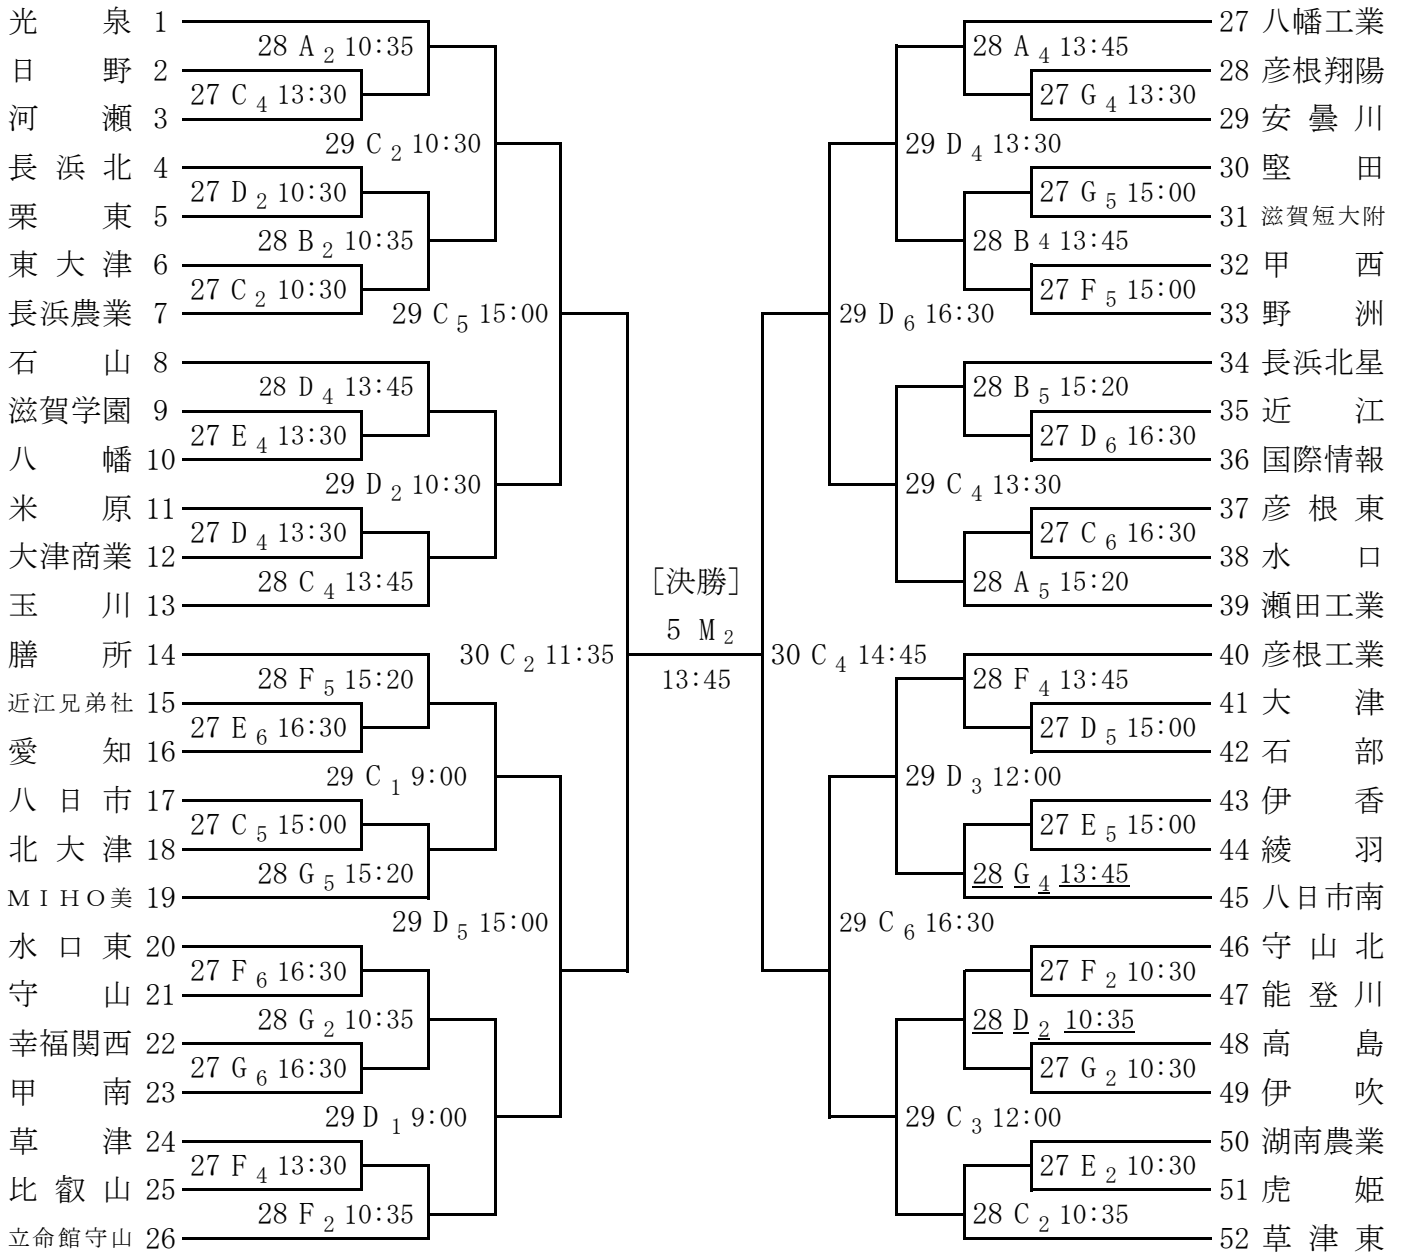 光泉 1
28 A 2 10:35
日野 2
27 C 4 13:30
河瀬 3
29 C 2 10:30
長浜北 4
27 D 2 10:30
栗東 5
28 B 2 10:35
東大津 6
27 C 2 10:30
長浜農業 7
29 C 5 15:00
石山 8
28 D 4 13:45
滋賀学園 9
27 E 4 13:30
八幡 10
29 D 2 10:30
米原 11
27 D 4 13:30
大津商業 12
28 C 4 13:45
玉川 13
膳所 14
30 C 2 11:35
28 F 5 15:20
近江兄弟社 15
27 E 6 16:30
愛知 16
29 C 1 9:00
八日市 17
27 C 5 15:00
北大津 18
28 G 5 15:20
ＭＩＨＯ美 19
29 D 5 15:00
水口東 20
27 F 6 16:30
守山 21
28 G 2 10:35
幸福関西 22
27 G 6 16:30
甲南 23
29 D 1 9:00
草津 24
27 F 4 13:30
比叡山 25
28 F 2 10:35
立命館守山 26
[決勝]
5 M 2
13:45
27 八幡工業
28 A 4 13:45
28 彦根翔陽
27 G 4 13:30
29 安曇川
29 D 4 13:30
30 堅田
27 G 5 15:00
31 滋賀短大附
28 B 4 13:45
32 甲西
27 F 5 15:00
33 野洲
29 D 6 16:30
34 長浜北星
28 B 5 15:20
35 近江
27 D 6 16:30
36 国際情報
29 C 4 13:30
37 彦根東
27 C 6 16:30
38 水口
28 A 5 15:20
39 瀬田工業
30 C 4 14:45
40 彦根工業
28 F 4 13:45
41 大津
27 D 5 15:00
42 石部
29 D 3 12:00
43 伊香
27 E 5 15:00
44 綾羽
28 G 4 13:45
45 八日市南
29 C 6 16:30
46 守山北
27 F 2 10:30
47 能登川
28 D 2 10:35
48 高島
27 G 2 10:30
49 伊吹
29 C 3 12:00
50 湖南農業
27 E 2 10:30
51 虎姫
28 C 2 10:35
52 草津東